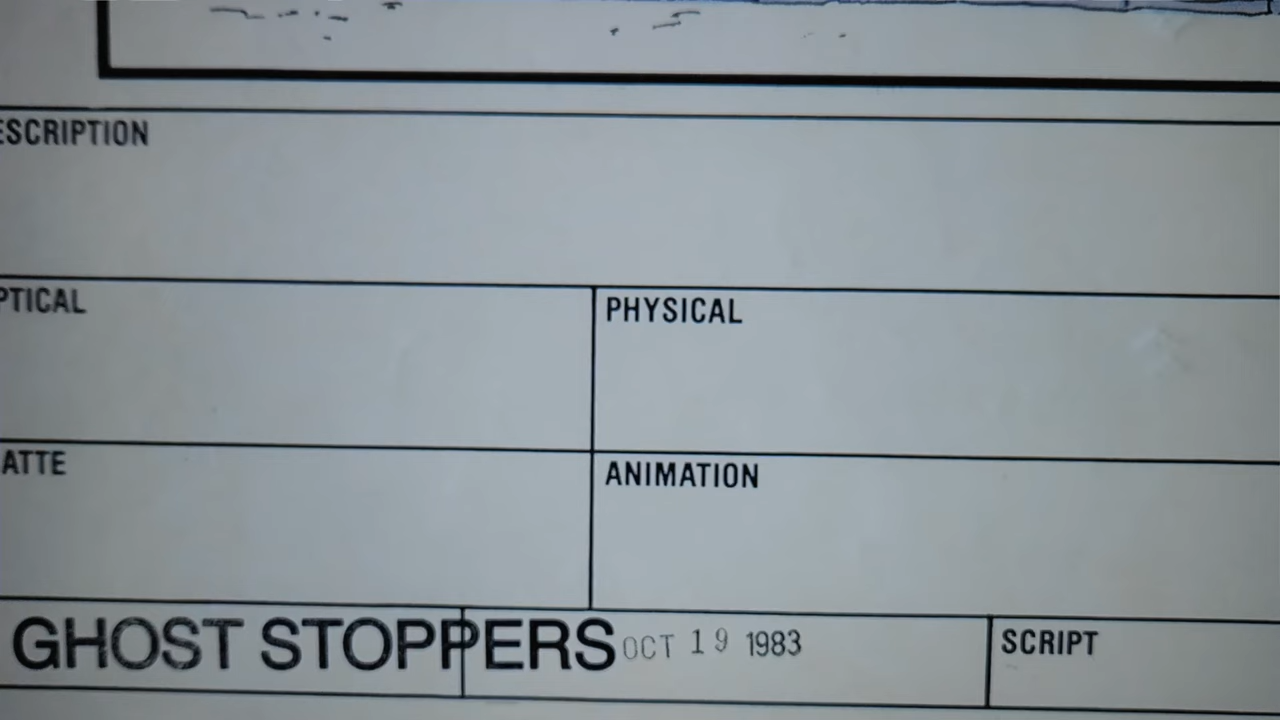 ESCRIPTION
PTICAL
PHYSICAL
ATTE
ANIMATION
GHOST STOPPERS OCT 19 1983
SCRIPT